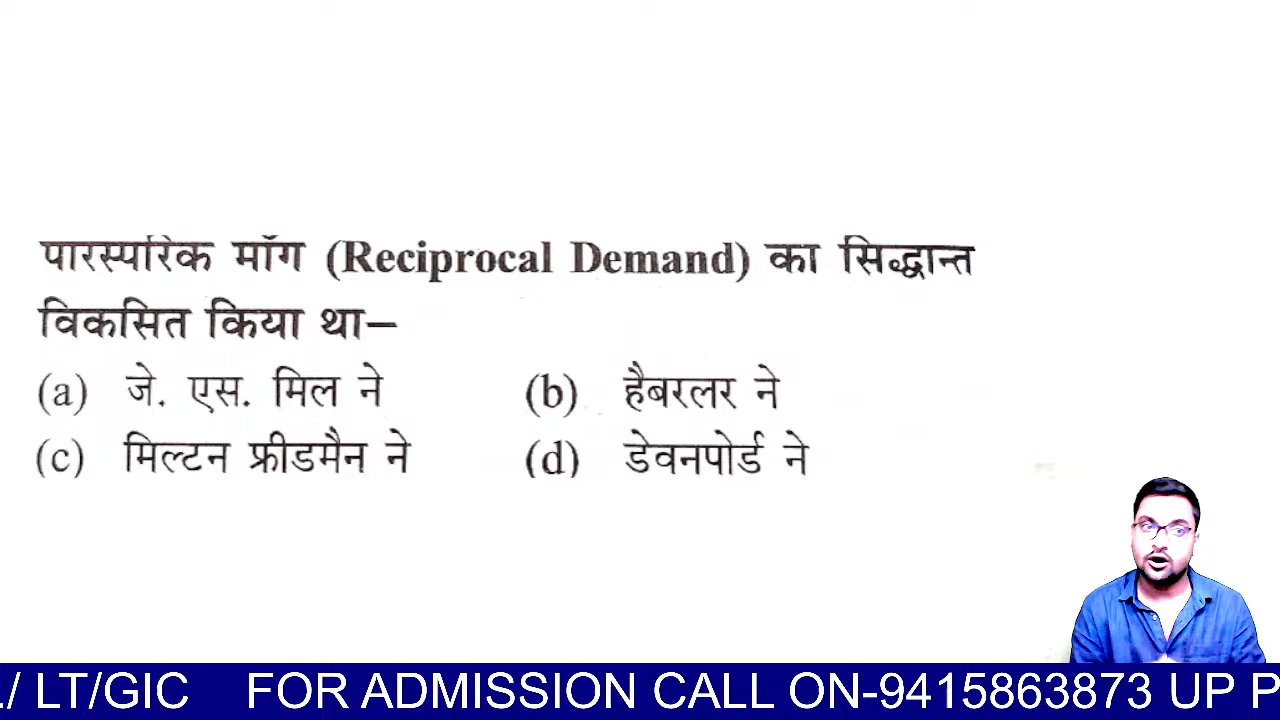 पारस्परिक माँग (Reciprocal Demand) का सिद्धान्त
विकसित किया था–
(a) जे. एस. मिल ने (b) हैबरलर ने
(c) मिल्टन फ्रीडमैन ने (d) डेवनपोर्ड ने
/ LT/GIC FOR ADMISSION CALL ON-9415863873 UP P